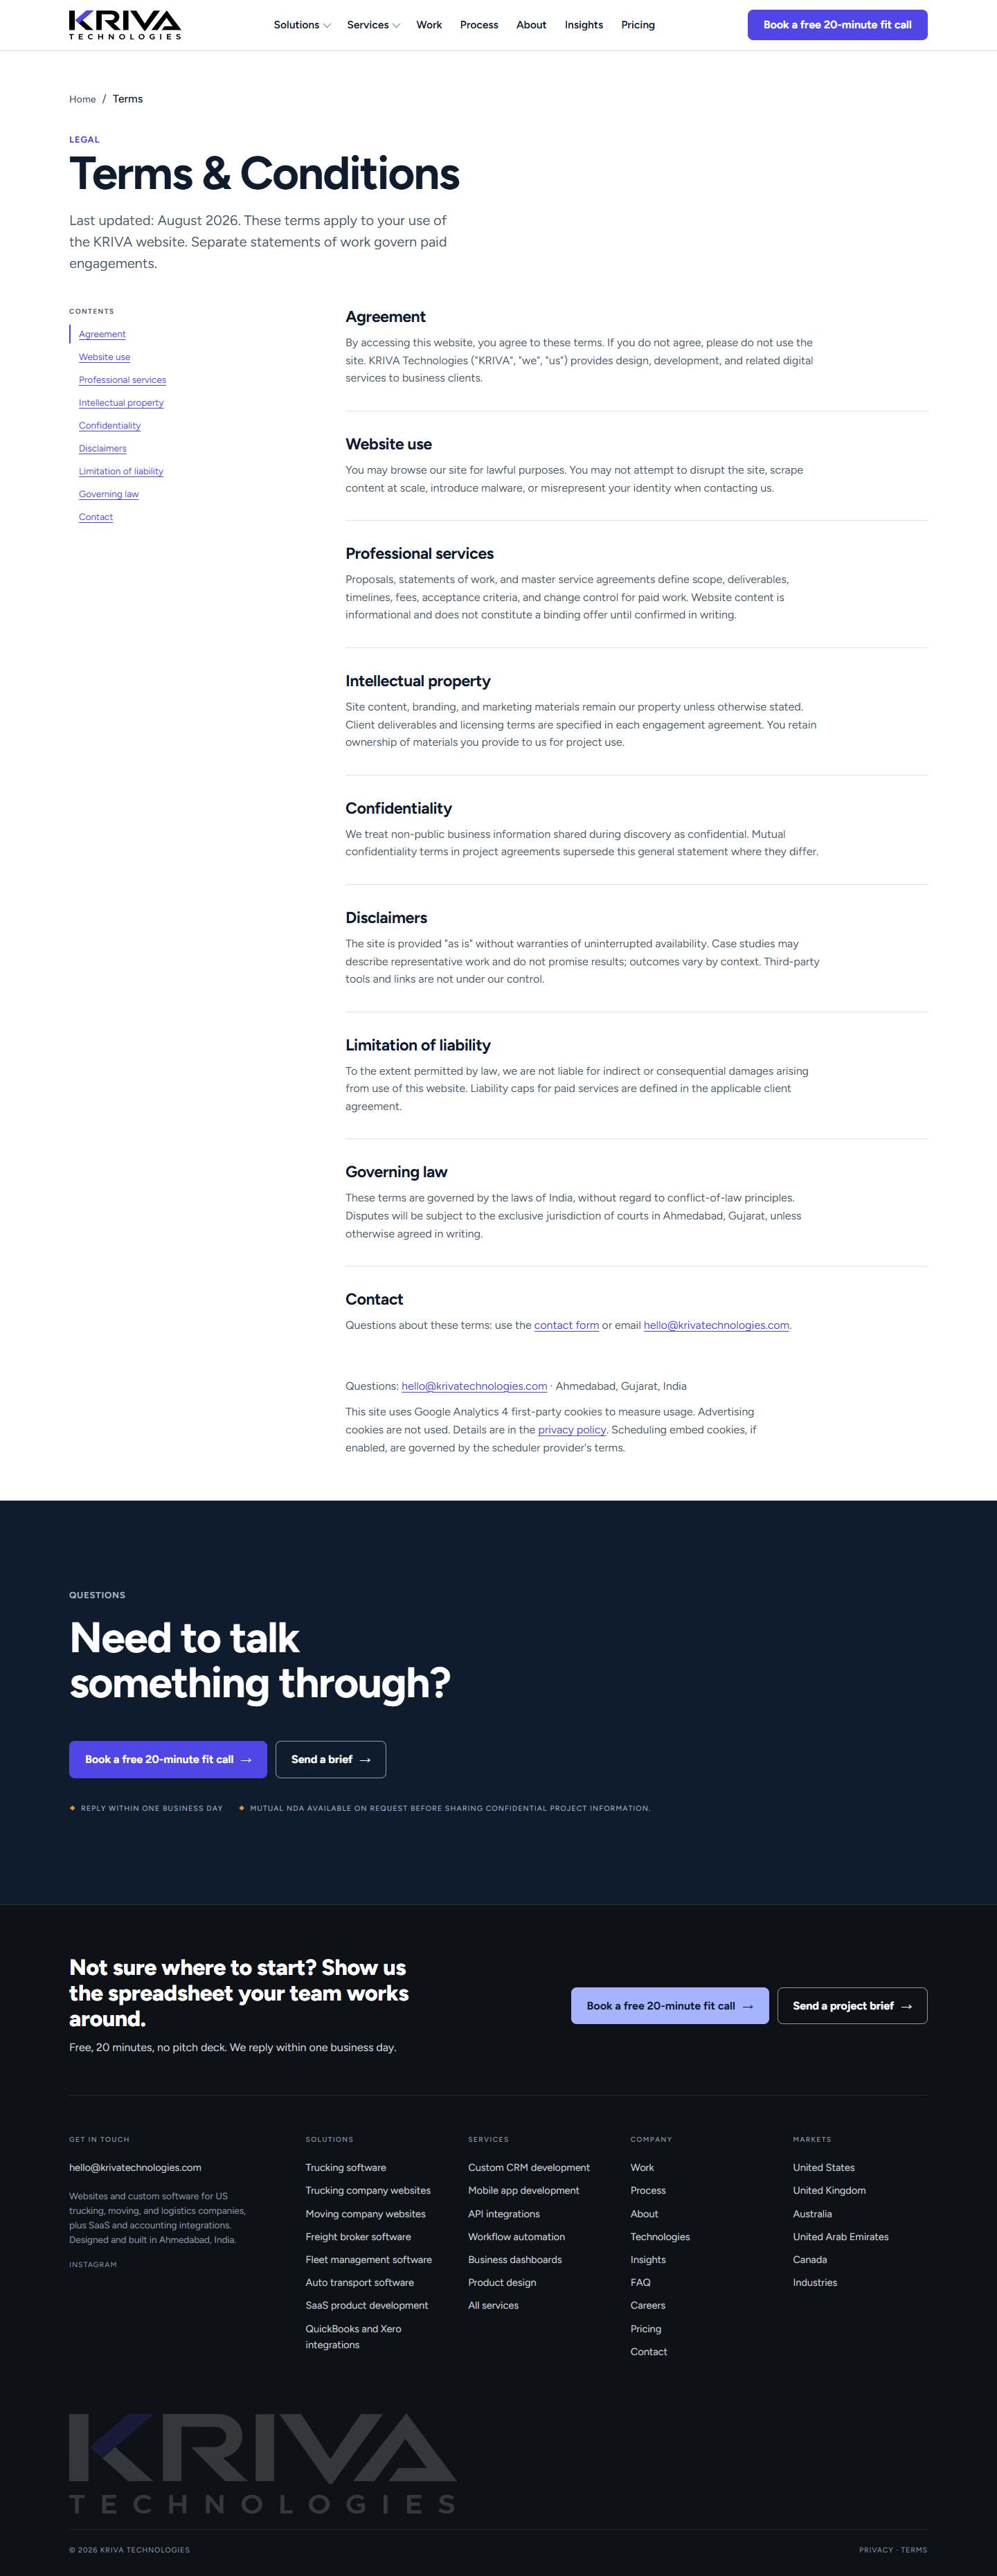 KRIVA
TECHNOLOGIES
Solutions Services Work Process About Insights Pricing
Book a free 20-minute fit call
Home / Terms
LEGAL
Terms & Conditions
Last updated: August 2026. These terms apply to your use of
the KRIVA website. Separate statements of work govern paid
engagements.
CONTENTS
Agreement
Website use
Professional services
Intellectual property
Confidentiality
Disclaimers
Limitation of liability
Governing law
Contact
Agreement
By accessing this website, you agree to these terms. If you do not agree, please do not use the
site. KRIVA Technologies ("KRIVA", "we", "us") provides design, development, and related digital
services to business clients.
Website use
You may browse our site for lawful purposes. You may not attempt to disrupt the site, scrape
content at scale, introduce malware, or misrepresent your identity when contacting us.
Professional services
Proposals, statements of work, and master service agreements define scope, deliverables,
timelines, fees, acceptance criteria, and change control for paid work. Website content is
informational and does not constitute a binding offer until confirmed in writing.
Intellectual property
Site content, branding, and marketing materials remain our property unless otherwise stated.
Client deliverables and licensing terms are specified in each engagement agreement. You retain
ownership of materials you provide to us for project use.
Confidentiality
We treat non-public business information shared during discovery as confidential. Mutual
confidentiality terms in project agreements supersede this general statement where they differ.
Disclaimers
The site is provided "as is" without warranties of uninterrupted availability. Case studies may
describe representative work and do not promise results; outcomes vary by context. Third-party
tools and links are not under our control.
Limitation of liability
To the extent permitted by law, we are not liable for indirect or consequential damages arising
from use of this website. Liability caps for paid services are defined in the applicable client
agreement.
Governing law
These terms are governed by the laws of India, without regard to conflict-of-law principles.
Disputes will be subject to the exclusive jurisdiction of courts in Ahmedabad, Gujarat, unless
otherwise agreed in writing.
Contact
Questions about these terms: use the contact form or email hello@krivatechnologies.com.
Questions: hello@krivatechnologies.com · Ahmedabad, Gujarat, India
This site uses Google Analytics 4 first-party cookies to measure usage. Advertising
cookies are not used. Details are in the privacy policy. Scheduling embed cookies, if
enabled, are governed by the scheduler provider's terms.
QUESTIONS
Need to talk
something through?
Book a free 20-minute fit call →
Send a brief →
REPLY WITHIN ONE BUSINESS DAY
MUTUAL NDA AVAILABLE ON REQUEST BEFORE SHARING CONFIDENTIAL PROJECT INFORMATION.
Not sure where to start? Show us
the spreadsheet your team works
around.
Free, 20 minutes, no pitch deck. We reply within one business day.
Book a free 20-minute fit call →
Send a project brief →
GET IN TOUCH
hello@krivatechnologies.com
Websites and custom software for US
trucking, moving, and logistics companies,
plus SaaS and accounting integrations.
Designed and built in Ahmedabad, India.
INSTAGRAM
SOLUTIONS
Trucking software
Trucking company websites
Moving company websites
Freight broker software
Fleet management software
Auto transport software
SaaS product development
QuickBooks and Xero
integrations
SERVICES
Custom CRM development
Mobile app development
API integrations
Workflow automation
Business dashboards
Product design
All services
COMPANY
Work
Process
About
Technologies
Insights
FAQ
Careers
Pricing
Contact
MARKETS
United States
United Kingdom
Australia
United Arab Emirates
Canada
Industries
KRIVA
TECHNOLOGIES
© 2026 KRIVA TECHNOLOGIES
PRIVACY · TERMS